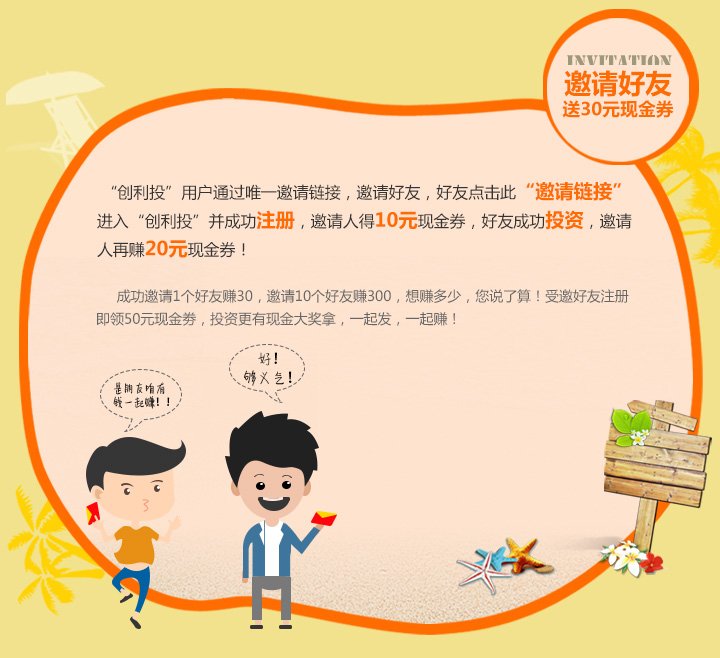 INVITATION
邀请好友
送30元现金券
“创利投”用户通过唯一邀请链接，邀请好友，好友点击此“邀请链接”
进入“创利投”并成功注册，邀请人得10元现金券，好友成功投资，邀请
人再赚20元现金券！
成功邀请1个好友赚30，邀请10个好友赚300，想赚多少，您说了算！受邀好友注册
即领50元现金券，投资更有现金大奖拿，一起发，一起赚！
好！
够义气！
是朋友咱有
钱一起赚！！